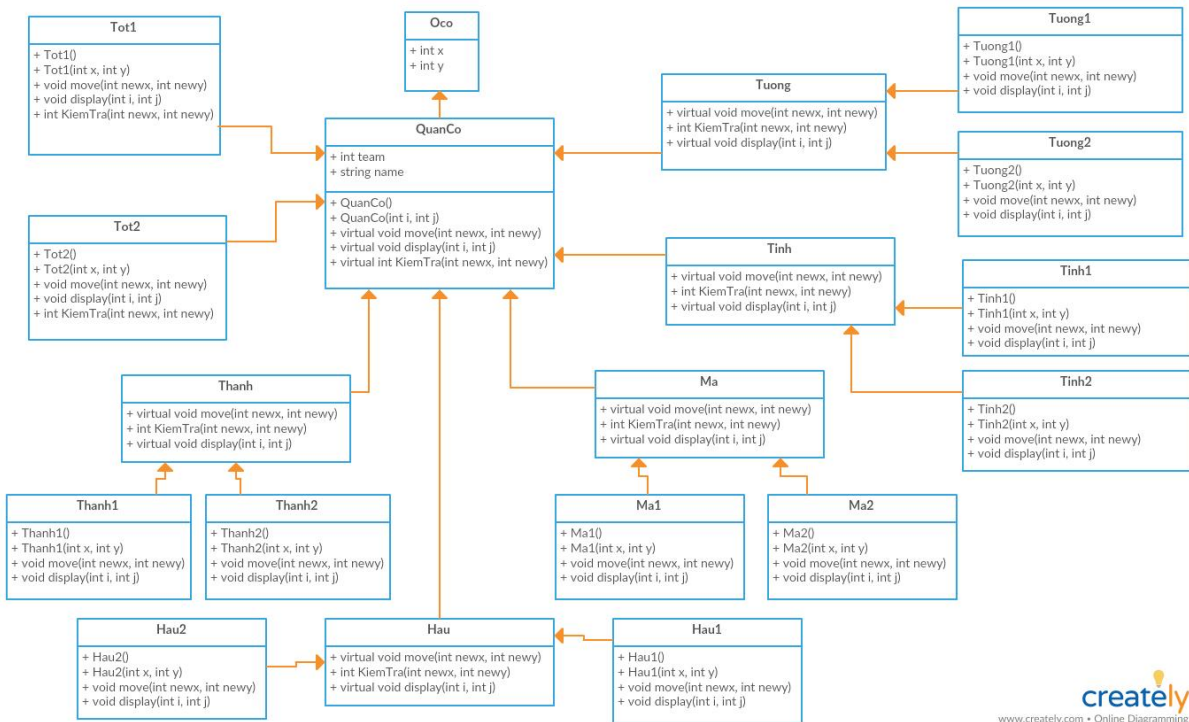 Tot1
+ Tot1()
+ Tot1(int x, int y)
+ void move(int newx, int newy)
+ void display(int i, int j)
+ int KiemTra(int newx, int newy)
Oco
+ int x
+ int y
Tuong1
+ Tuong1()
+ Tuong1(int x, int y)
+ void move(int newx, int newy)
+ void display(int i, int j)
Tuong
+ virtual void move(int newx, int newy)
+ int KiemTra(int newx, int newy)
+ virtual void display(int i, int j)
QuanCo
+ int team
+ string name
+ QuanCo()
+ QuanCo(int i, int j)
+ virtual void move(int newx, int newy)
+ virtual void display(int i, int j)
+ virtual int KiemTra(int newx, int newy)
Tuong2
+ Tuong2()
+ Tuong2(int x, int y)
+ void move(int newx, int newy)
+ void display(int i, int j)
Tot2
+ Tot2()
+ Tot2(int x, int y)
+ void move(int newx, int newy)
+ void display(int i, int j)
+ int KiemTra(int newx, int newy)
Tinh
+ virtual void move(int newx, int newy)
+ int KiemTra(int newx, int newy)
+ virtual void display(int i, int j)
Tinh1
+ Tinh1()
+ Tinh1(int x, int y)
+ void move(int newx, int newy)
+ void display(int i, int j)
Thanh
+ virtual void move(int newx, int newy)
+ int KiemTra(int newx, int newy)
+ virtual void display(int i, int j)
Ma
+ virtual void move(int newx, int newy)
+ int KiemTra(int newx, int newy)
+ virtual void display(int i, int j)
Tinh2
+ Tinh2()
+ Tinh2(int x, int y)
+ void move(int newx, int newy)
+ void display(int i, int j)
Thanh1
+ Thanh1()
+ Thanh1(int x, int y)
+ void move(int newx, int newy)
+ void display(int i, int j)
Thanh2
+ Thanh2()
+ Thanh2(int x, int y)
+ void move(int newx, int newy)
+ void display(int i, int j)
Ma1
+ Ma1()
+ Ma1(int x, int y)
+ void move(int newx, int newy)
+ void display(int i, int j)
Ma2
+ Ma2()
+ Ma2(int x, int y)
+ void move(int newx, int newy)
+ void display(int i, int j)
Hau2
+ Hau2()
+ Hau2(int x, int y)
+ void move(int newx, int newy)
+ void display(int i, int j)
Hau
+ virtual void move(int newx, int newy)
+ int KiemTra(int newx, int newy)
+ virtual void display(int i, int j)
Hau1
+ Hau1()
+ Hau1(int x, int y)
+ void move(int newx, int newy)
+ void display(int i, int j)
creately
www.creately.com • Online Diagramming